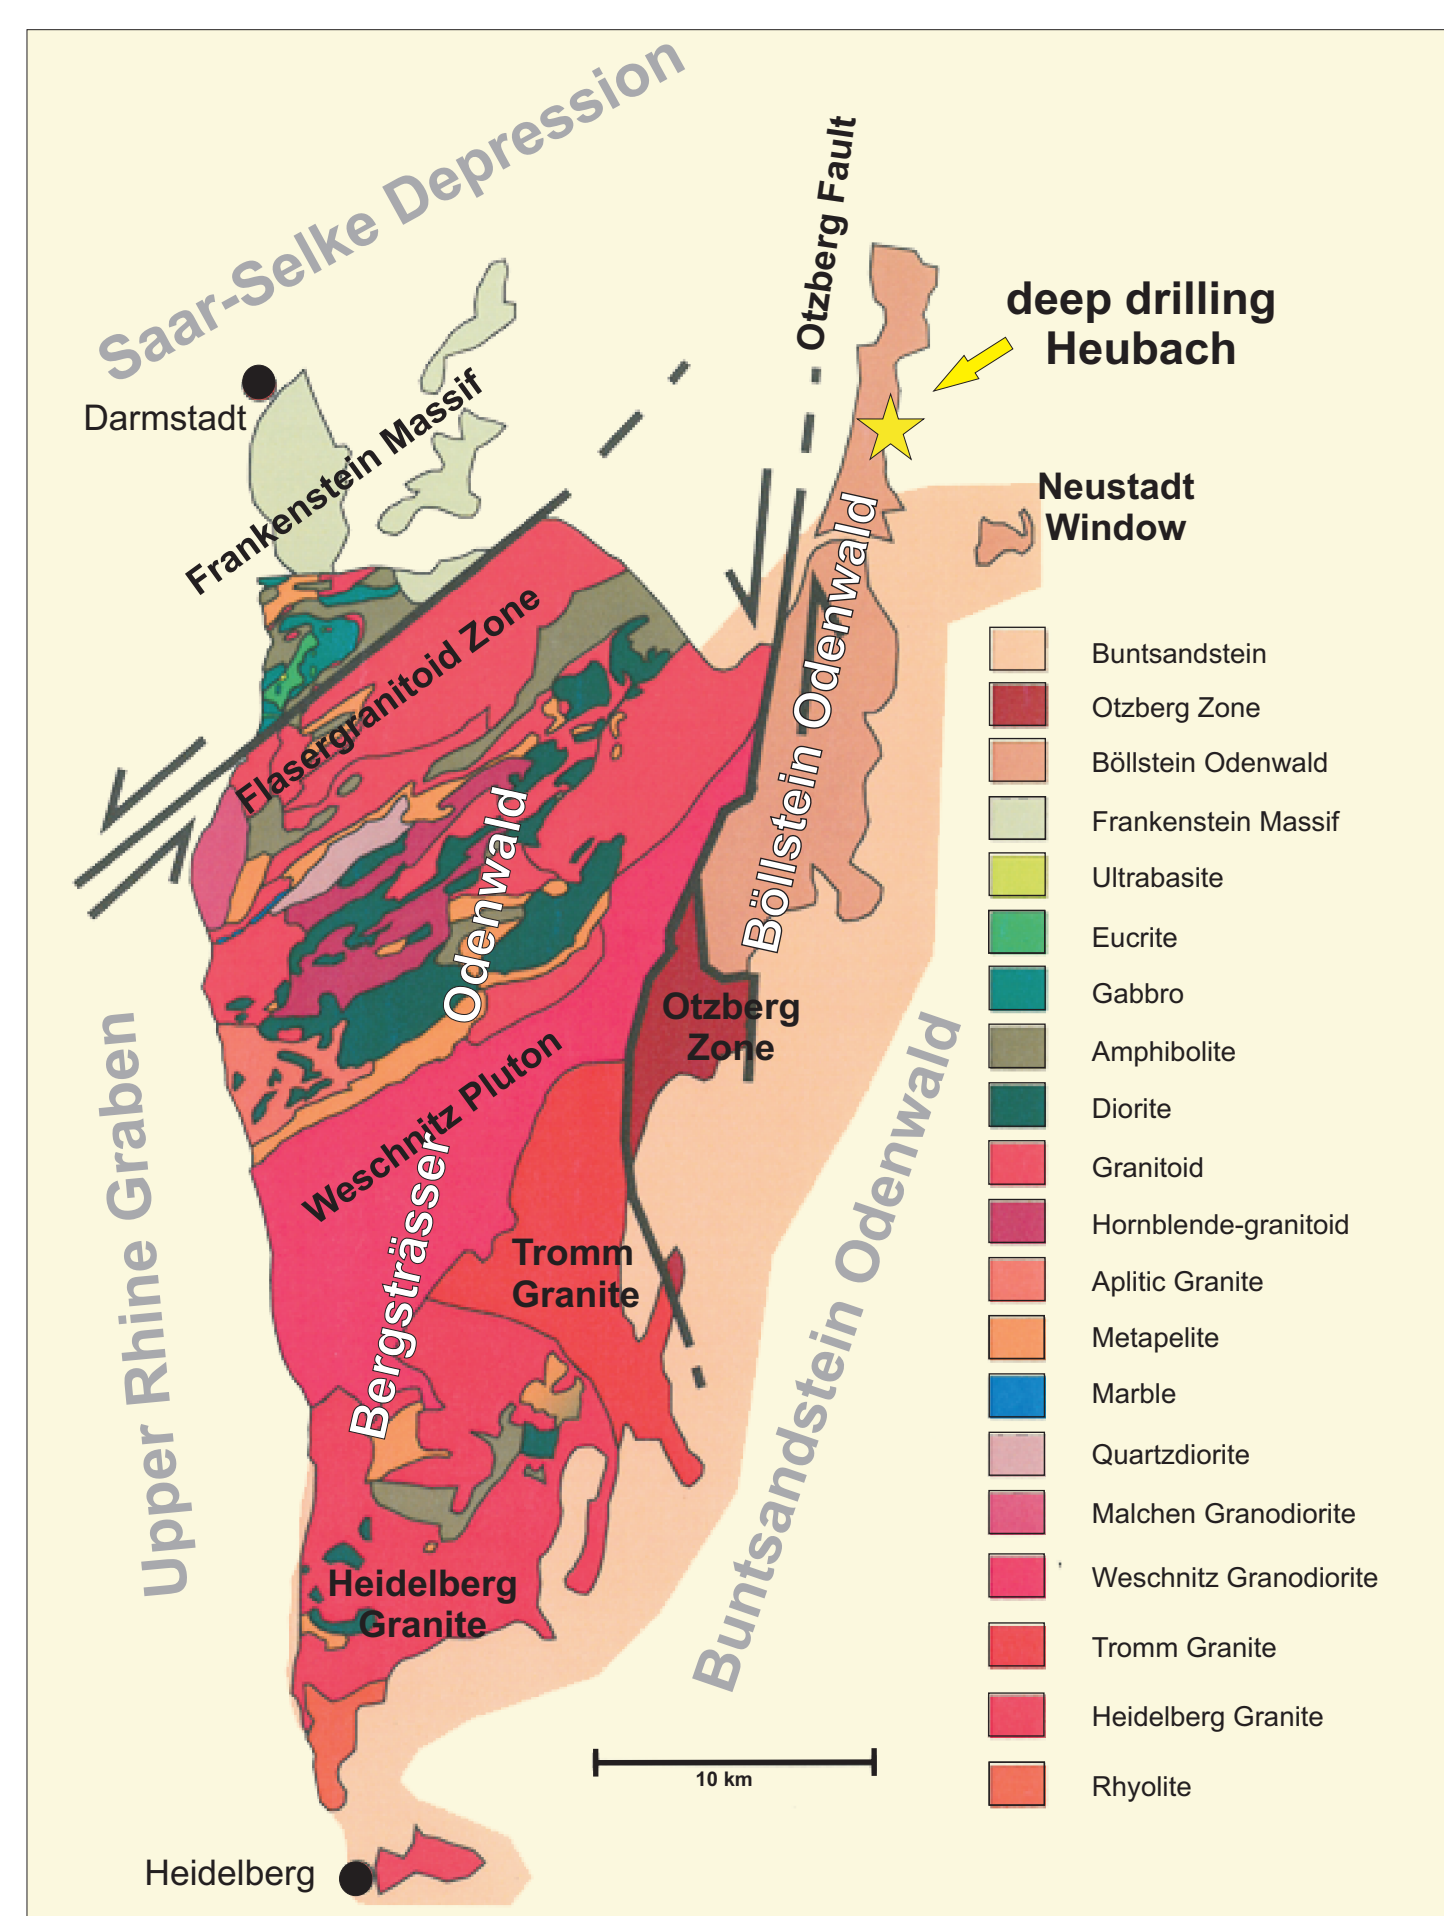 Saar-Selke Depression
Otzberg Fault
deep drilling
Heubach
Darmstadt
Frankenstein Massif
Neustadt
Window
Flasergranitoid Zone
Böllstein Odenwald
Odenwald
Bergsträsser
Otzberg
Zone
Weschnitz Pluton
Upper Rhine Graben
Tromm
Granite
Buntsandstein Odenwald
Heidelberg
Granite
10 km
Heidelberg
Buntsandstein
Otzberg Zone
Böllstein Odenwald
Frankenstein Massif
Ultrabasite
Eucrite
Gabbro
Amphibolite
Diorite
Granitoid
Hornblende-granitoid
Aplitic Granite
Metapelite
Marble
Quartzdiorite
Malchen Granodiorite
Weschnitz Granodiorite
Tromm Granite
Heidelberg Granite
Rhyolite